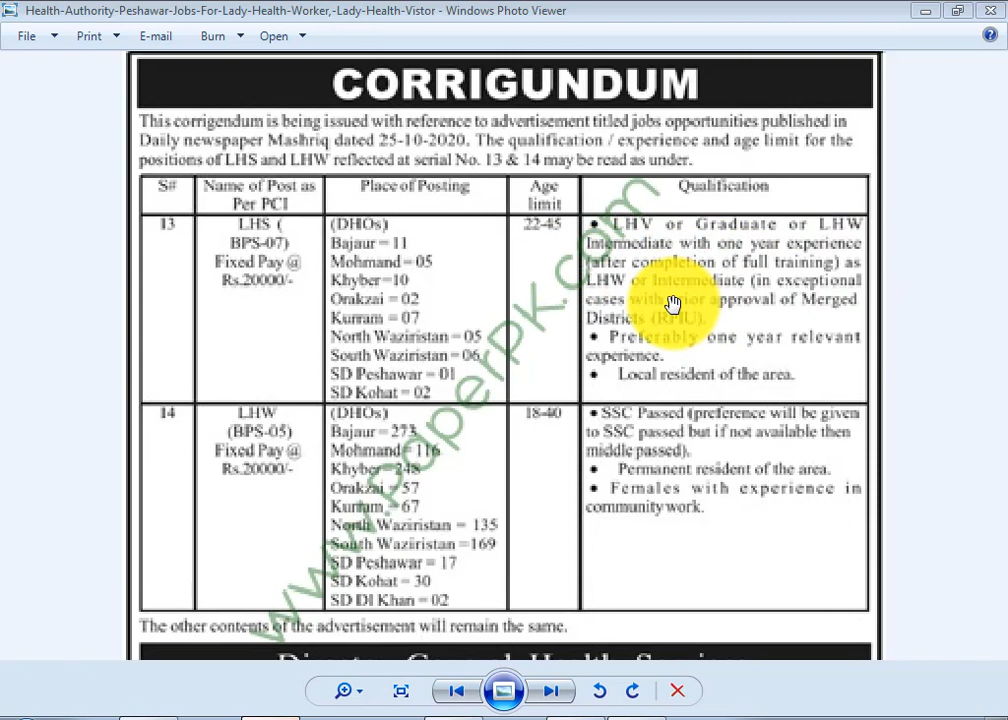 Health-Authority-Peshawar-Jobs-For-Lady-Health-Worker,-Lady-Health-Vistor - Windows Photo Viewer
File Print E-mail Burn Open
CORRIGUNDUM
This corrigendum is being issued with reference to advertisement titled jobs opportunities published in
Daily newspaper Mashriq dated 25-10-2020. The qualification / experience and age limit for the
positions of LHS and LHW reflected at serial No. 13 & 14 may be read as under.
S# Name of Post as Per PCI Place of Posting Age limit Qualification
13
LHS (
BPS-07)
Fixed Pay @
Rs.20000/-
(DHOs)
Bajaur = 11
Mohmand = 05
Khyber=10
Orakzai = 02
Kurram = 07
North Waziristan = 05
South Waziristan = 06
SD Peshawar = 01
SD Kohat = 02
22-45
• LHV or Graduate or LHW
Intermediate with one year experience
(after completion of full training) as
LHW or Intermediate (in exceptional
cases with prior approval of Merged
Districts (RPIU).
• Preferably one year relevant
experience.
• Local resident of the area.
14
LHW
(BPS-05)
Fixed Pay @
Rs.20000/-
(DHOs)
Bajaur = 273
Mohmand = 116
Khyber = 248
Orakzai = 57
Kurram = 67
North Waziristan = 135
South Waziristan =169
SD Peshawar = 17
SD Kohat = 30
SD DI Khan = 02
18-40
• SSC Passed (preference will be given
to SSC passed but if not available then
middle passed).
• Permanent resident of the area.
• Females with experience in
community work.
The other contents of the advertisement will remain the same.
Director General Health Services
www.PaperPK.com